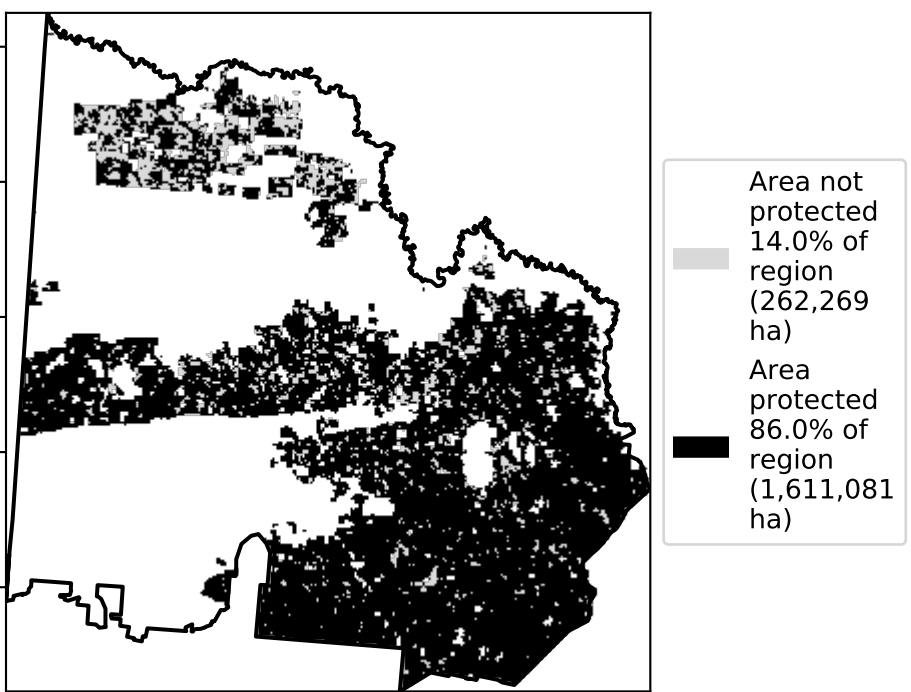 Area not
protected
14.0% of
region
(262,269
ha)
Area
protected
86.0% of
region
(1,611,081
ha)